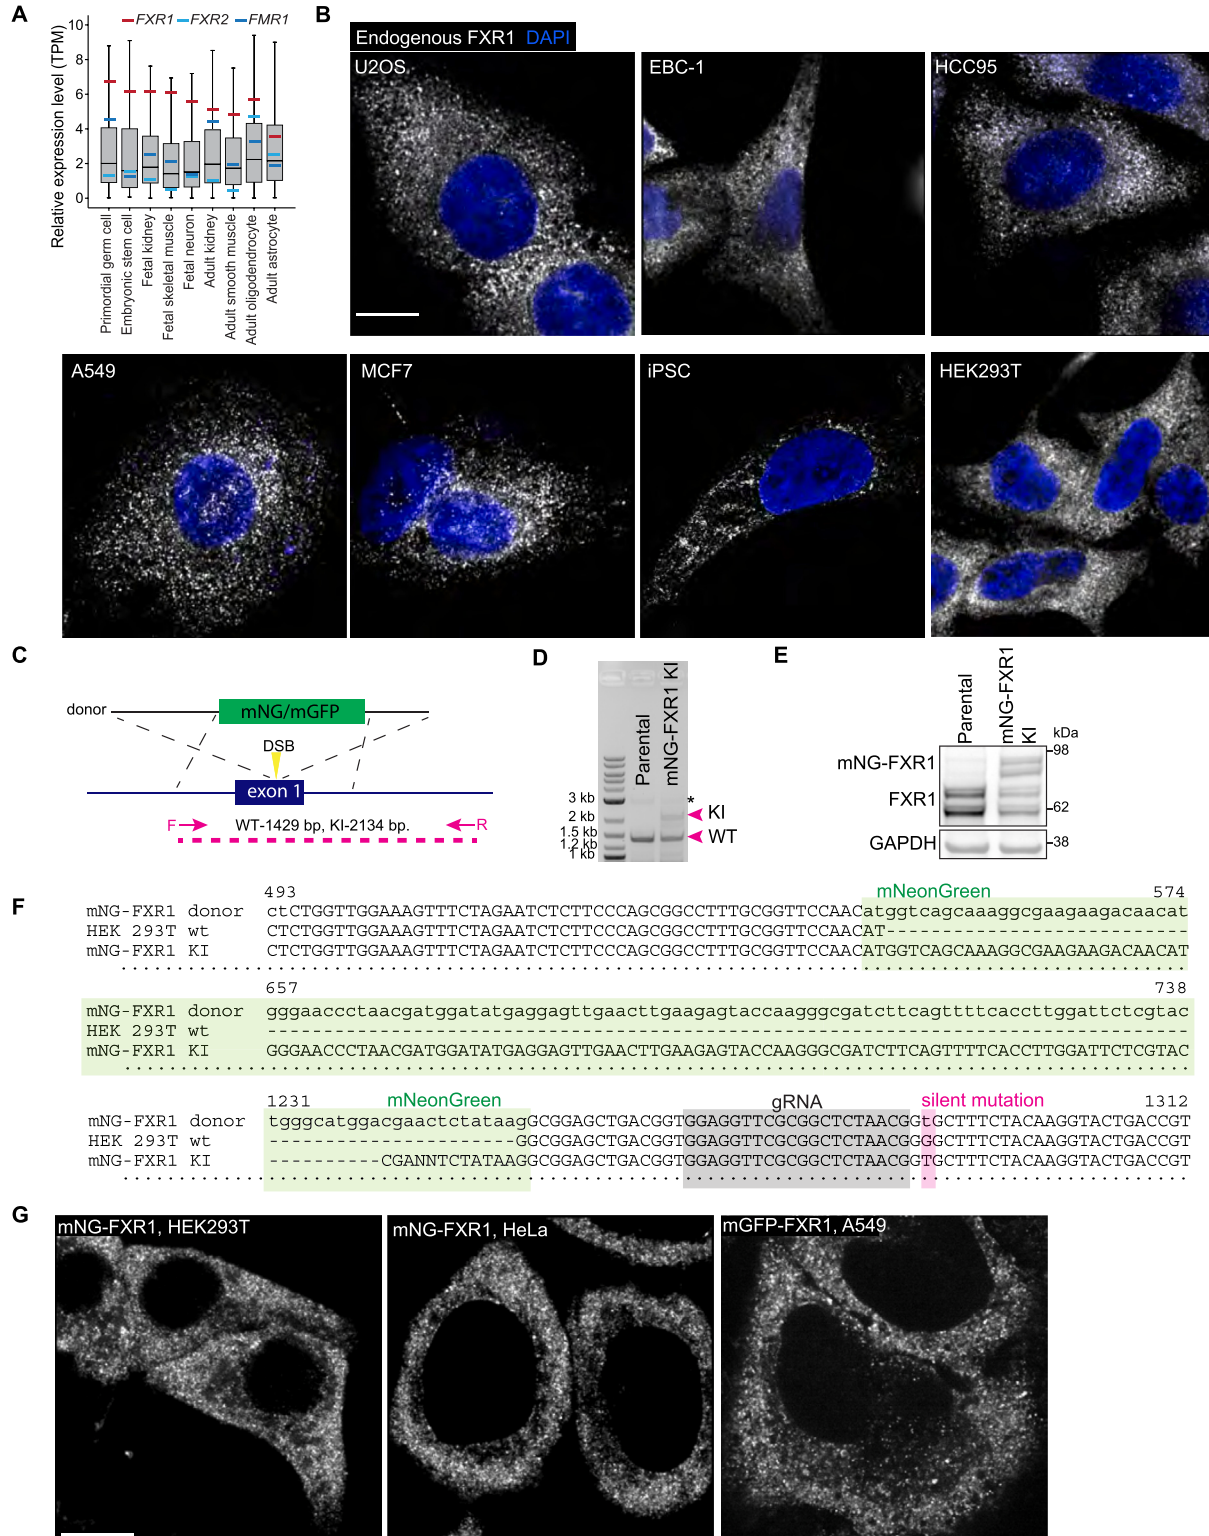 A
FXR1 FXR2 FMR1
Relative expression level (TPM)
10
8
6
4
2
0
Primordial germ cell
Embryonic stem cell
Fetal kidney
Fetal skeletal muscle
Fetal neuron
Adult kidney
Adult smooth muscle
Adult oligodendrocyte
Adult astrocyte
B
Endogenous FXR1 DAPI
U2OS
EBC-1
HCC95
A549
MCF7
iPSC
HEK293T
C
donor
mNG/mGFP
DSB
exon 1
F
WT-1429 bp, KI-2134 bp.
R
D
Parental
mNG-FXR1 KI
3 kb
2 kb
1.5 kb
1.2 kb
1 kb
*
KI
WT
E
Parental
mNG-FXR1
KI
kDa
mNG-FXR1
FXR1
GAPDH
98
62
38
F
493 mNeonGreen 574
mNG-FXR1 donor ctCTGGTTGGAAAGTTTCTAGAATCTCTTCCCAGCGGCCTTTGCGGTTCCAACatggtcagcaaaggcgaagaagacaacat
HEK 293T wt CTCTGGTTGGAAAGTTTCTAGAATCTCTTCCCAGCGGCCTTTGCGGTTCCAACAT---------------------------
mNG-FXR1 KI CTCTGGTTGGAAAGTTTCTAGAATCTCTTCCCAGCGGCCTTTGCGGTTCCAACATGGTCAGCAAAGGCGAAGAAGACAACAT
657 738
mNG-FXR1 donor gggaaccctaacgatggatatgaggagttgaacttgaagagtaccaagggcgatcttcagttttcaccttggattctcgtac
HEK 293T wt ----------------------------------------------------------------------------------
mNG-FXR1 KI GGGAACCCTAACGATGGATATGAGGAGTTGAACTTGAAGAGTACCAAGGGCGATCTTCAGTTTTCACCTTGGATTCTCGTAC
1231 mNeonGreen gRNA silent mutation 1312
mNG-FXR1 donor tgggcatggacgaactctataagGCGGAGCTGACGGTGGAGGTTCGCGGCTCTAACGGtGCTTTCTACAAGGTACTGACCGT
HEK 293T wt ----------------------GGCGGAGCTGACGGTGGAGGTTCGCGGCTCTAACGGGGCTTTCTACAAGGTACTGACCGT
mNG-FXR1 KI ----------CGANNTCTATAAGGCGGAGCTGACGGTGGAGGTTCGCGGCTCTAACGGTGCTTTCTACAAGGTACTGACCGT
G
mNG-FXR1, HEK293T
mNG-FXR1, HeLa
mGFP-FXR1, A549